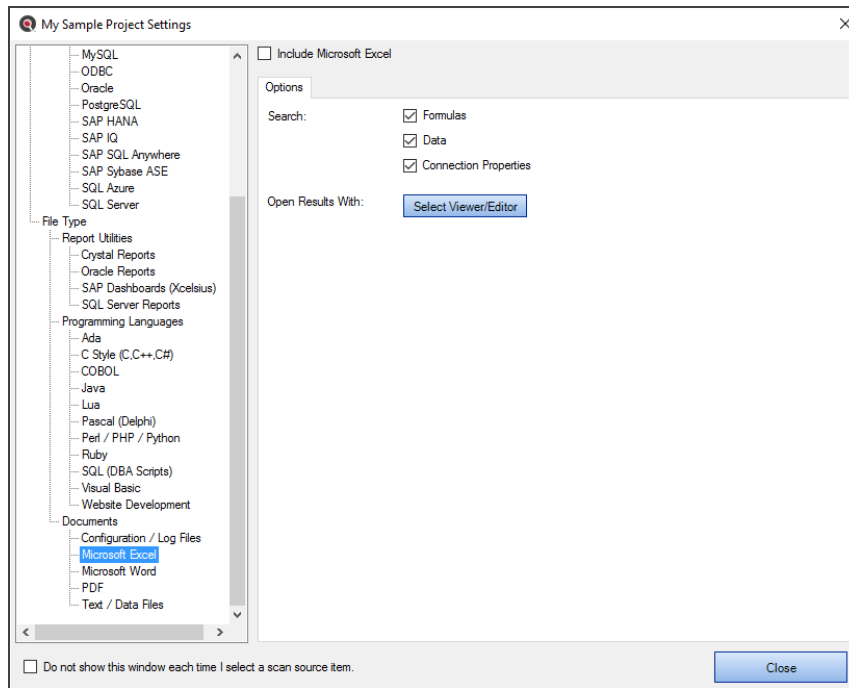 My Sample Project Settings
MySQL
ODBC
Oracle
PostgreSQL
SAP HANA
SAP IQ
SAP SQL Anywhere
SAP Sybase ASE
SQL Azure
SQL Server
File Type
Report Utilities
Crystal Reports
Oracle Reports
SAP Dashboards (Xcelsius)
SQL Server Reports
Programming Languages
Ada
C Style (C,C++,C#)
COBOL
Java
Lua
Pascal (Delphi)
Perl / PHP / Python
Ruby
SQL (DBA Scripts)
Visual Basic
Website Development
Documents
Configuration / Log Files
Microsoft Excel
Microsoft Word
PDF
Text / Data Files
Include Microsoft Excel
Options
Search:
Formulas
Data
Connection Properties
Open Results With:
Select Viewer/Editor
Do not show this window each time I select a scan source item.
Close